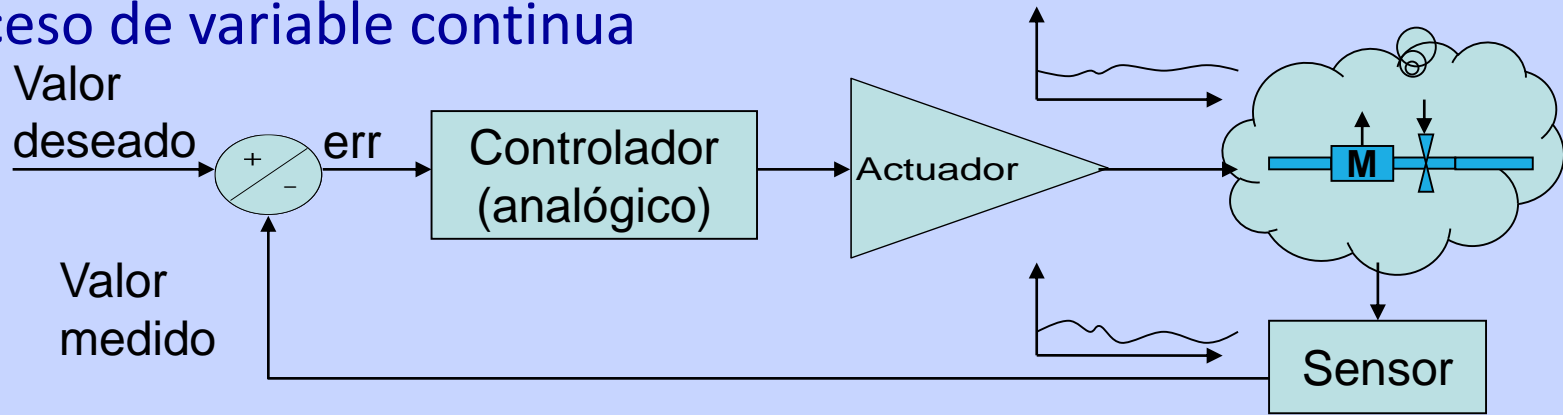 ceso de variable continua
Valor
deseado
+
−
err
Controlador
(analógico)
Actuador
M
Valor
medido
Sensor